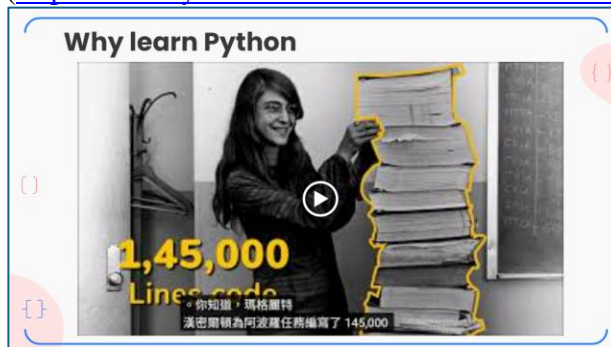 Why learn Python
1,45,000
Lines code
。你知道，瑪格麗特
漢密爾頓為阿波羅任務編寫了 145,000
{ }
( )
{ }